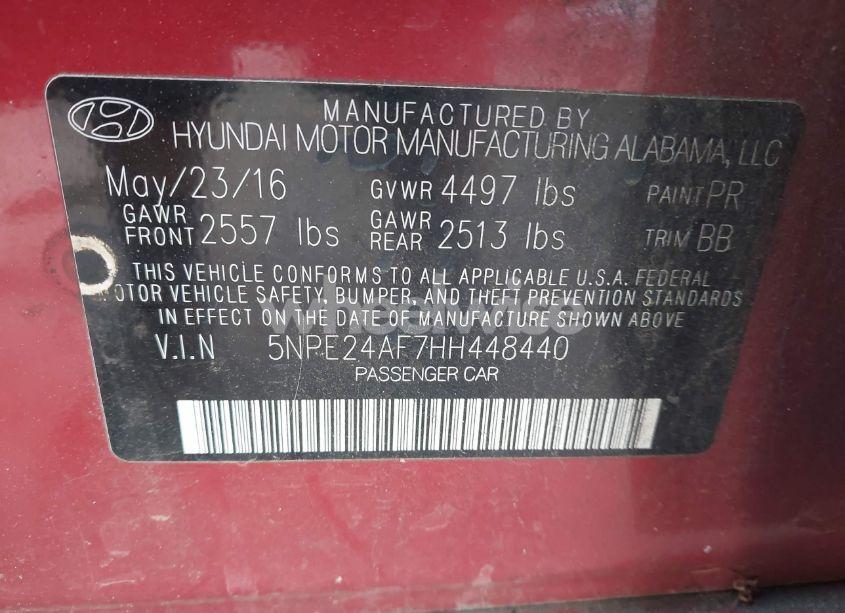 MANUFACTURED BY
HYUNDAI MOTOR MANUFACTURING ALABAMA, LLC
May/23/16 GVWR 4497 lbs PAINT PR
GAWR FRONT 2557 lbs GAWR REAR 2513 lbs TRIM BB
THIS VEHICLE CONFORMS TO ALL APPLICABLE U.S.A. FEDERAL
OTOR VEHICLE SAFETY, BUMPER, AND THEFT PREVENTION STANDARDS
IN EFFECT ON THE DATE OF MANUFACTURE SHOWN ABOVE
V.I.N 5NPE24AF7HH448440
PASSENGER CAR